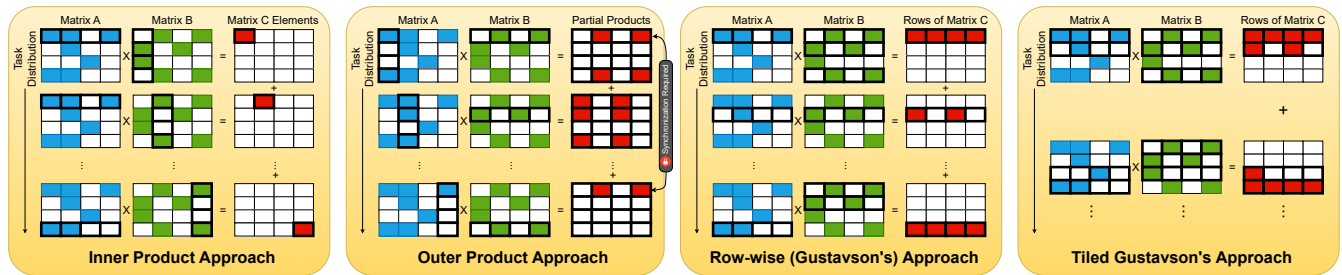 Matrix A Matrix B Matrix C Elements
Task Distribution
X =
+
X =
⋮ ⋮ ⋮
+
X =
Inner Product Approach
Matrix A Matrix B Partial Products
Task Distribution
X =
+
X =
Synchronization Required
⋮ ⋮ ⋮
+
X =
Outer Product Approach
Matrix A Matrix B Rows of Matrix C
Task Distribution
X =
+
X =
⋮ ⋮ ⋮
+
X =
Row-wise (Gustavson's) Approach
Matrix A Matrix B Rows of Matrix C
Task Distribution
X =
+
X =
⋮ ⋮ ⋮
Tiled Gustavson's Approach